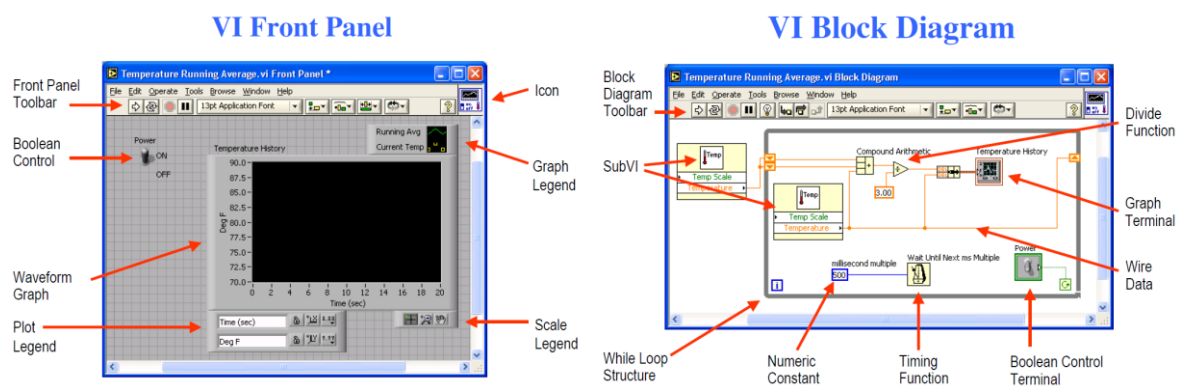 VI Front Panel
Front Panel
Toolbar
Boolean
Control
Waveform
Graph
Plot
Legend
Temperature Running Average.vi Front Panel *
File Edit Operate Tools Browse Window Help
13pt Application Font
Power
ON
OFF
Temperature History
Running Avg
Current Temp
Deg F
90.0
87.5
85.0
82.5
80.0
77.5
75.0
72.5
70.0
0 2 4 6 8 10 12 14 16 18 20
Time (sec)
Time (sec)
Deg F
Icon
Graph
Legend
Scale
Legend
VI Block Diagram
Block
Diagram
Toolbar
SubVI
Temperature Running Average.vi Block Diagram
File Edit Operate Tools Browse Window Help
13pt Application Font
Temp
Temp Scale
Temperature
Temp
Temp Scale
Temperature
Compound Arithmetic
3.00
Temperature History
millisecond multiple
500
Wait Until Next ms Multiple
Power
i
Divide
Function
Graph
Terminal
Wire
Data
While Loop
Structure
Numeric
Constant
Timing
Function
Boolean Control
Terminal